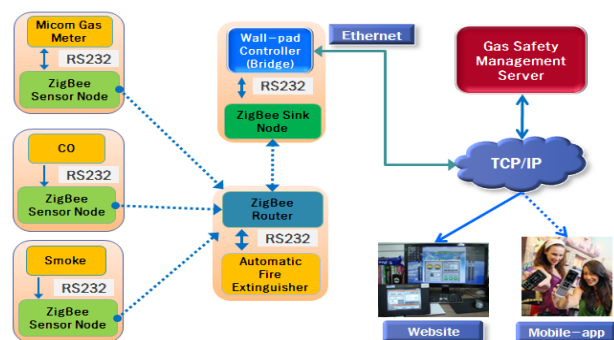 Micom Gas
Meter
RS232
ZigBee
Sensor Node
CO
RS232
ZigBee
Sensor Node
Smoke
RS232
ZigBee
Sensor Node
Wall-pad
Controller
(Bridge)
RS232
ZigBee Sink
Node
ZigBee
Router
RS232
Automatic
Fire
Extinguisher
Ethernet
Gas Safety
Management
Server
TCP/IP
Website
Mobile-app